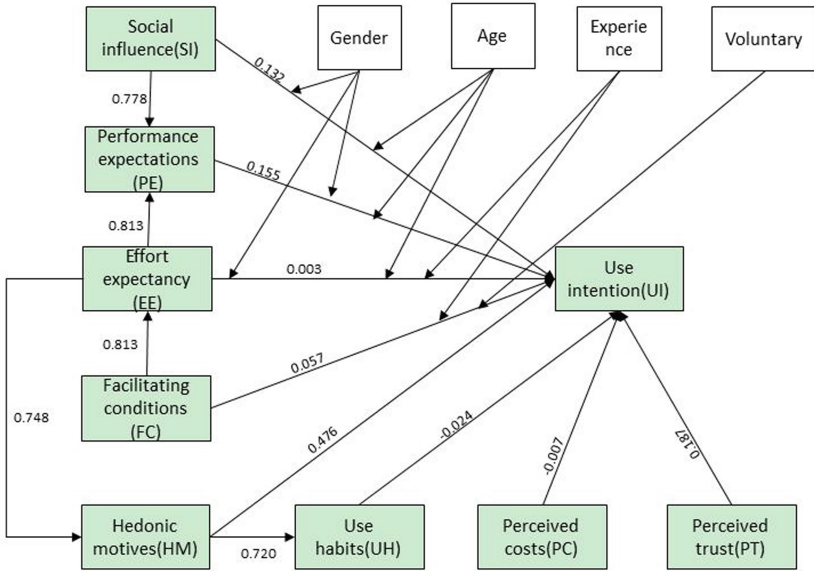 Social
influence(SI)
Gender
Age
Experie
nce
Voluntary
0.132
0.778
Performance
expectations
(PE)
0.155
0.813
Effort
expectancy
(EE)
0.003
Use
intention(UI)
0.813
0.057
Facilitating
conditions
(FC)
0.748
0.476
-0.024
-0.007
0.187
Hedonic
motives(HM)
0.720
Use
habits(UH)
Perceived
costs(PC)
Perceived
trust(PT)